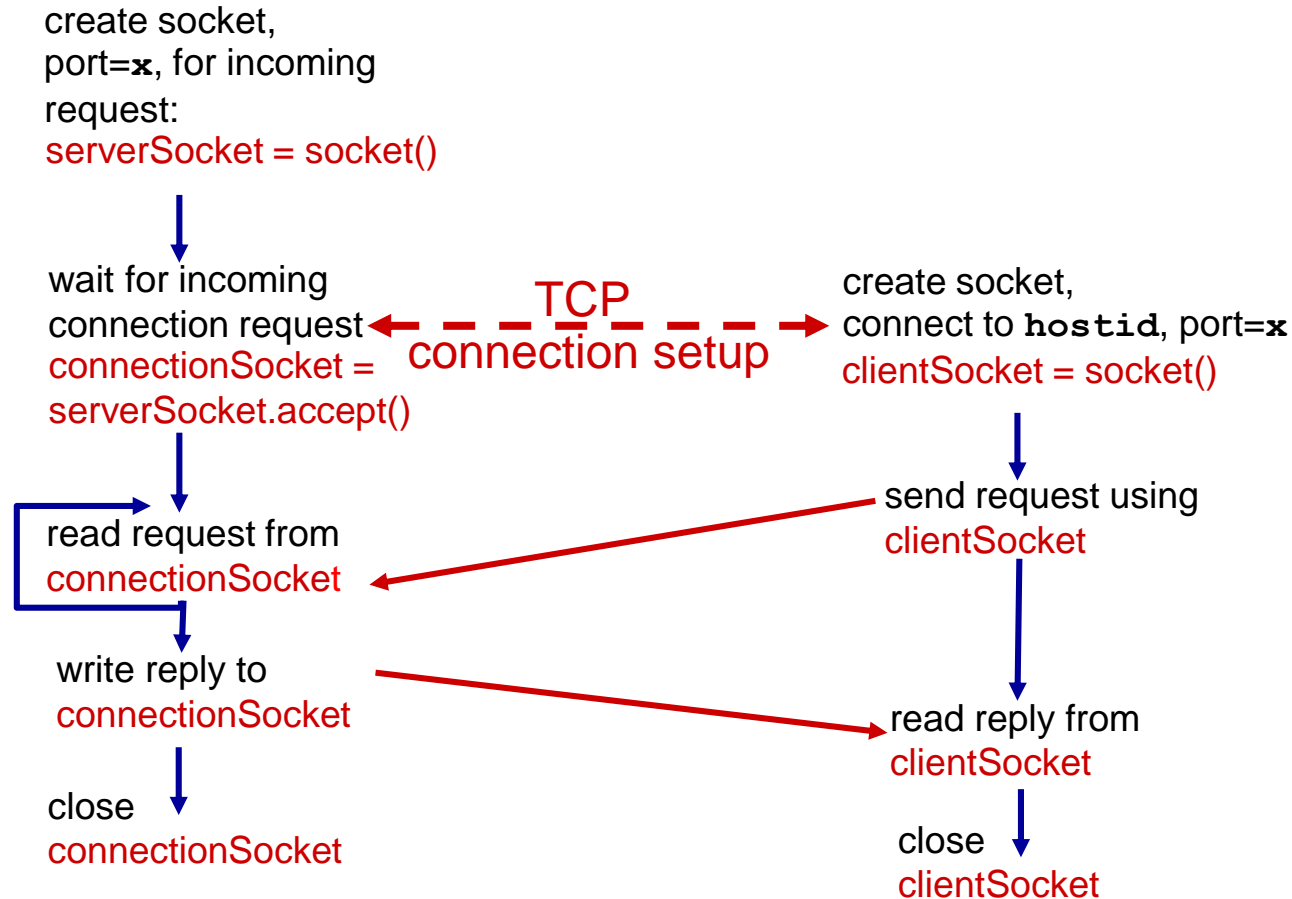 create socket,
port=x, for incoming
request:
serverSocket = socket()
wait for incoming
connection request
connectionSocket =
serverSocket.accept()
TCP
connection setup
create socket,
connect to hostid, port=x
clientSocket = socket()
send request using
clientSocket
read request from
connectionSocket
write reply to
connectionSocket
read reply from
clientSocket
close
connectionSocket
close
clientSocket